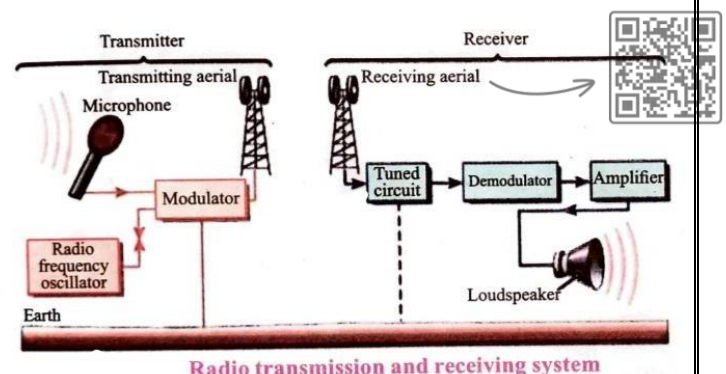 Transmitter
Receiver
Transmitting aerial
Receiving aerial
Microphone
Modulator
Tuned
circuit
Demodulator
Amplifier
Radio
frequency
oscillator
Loudspeaker
Earth
Radio transmission and receiving system